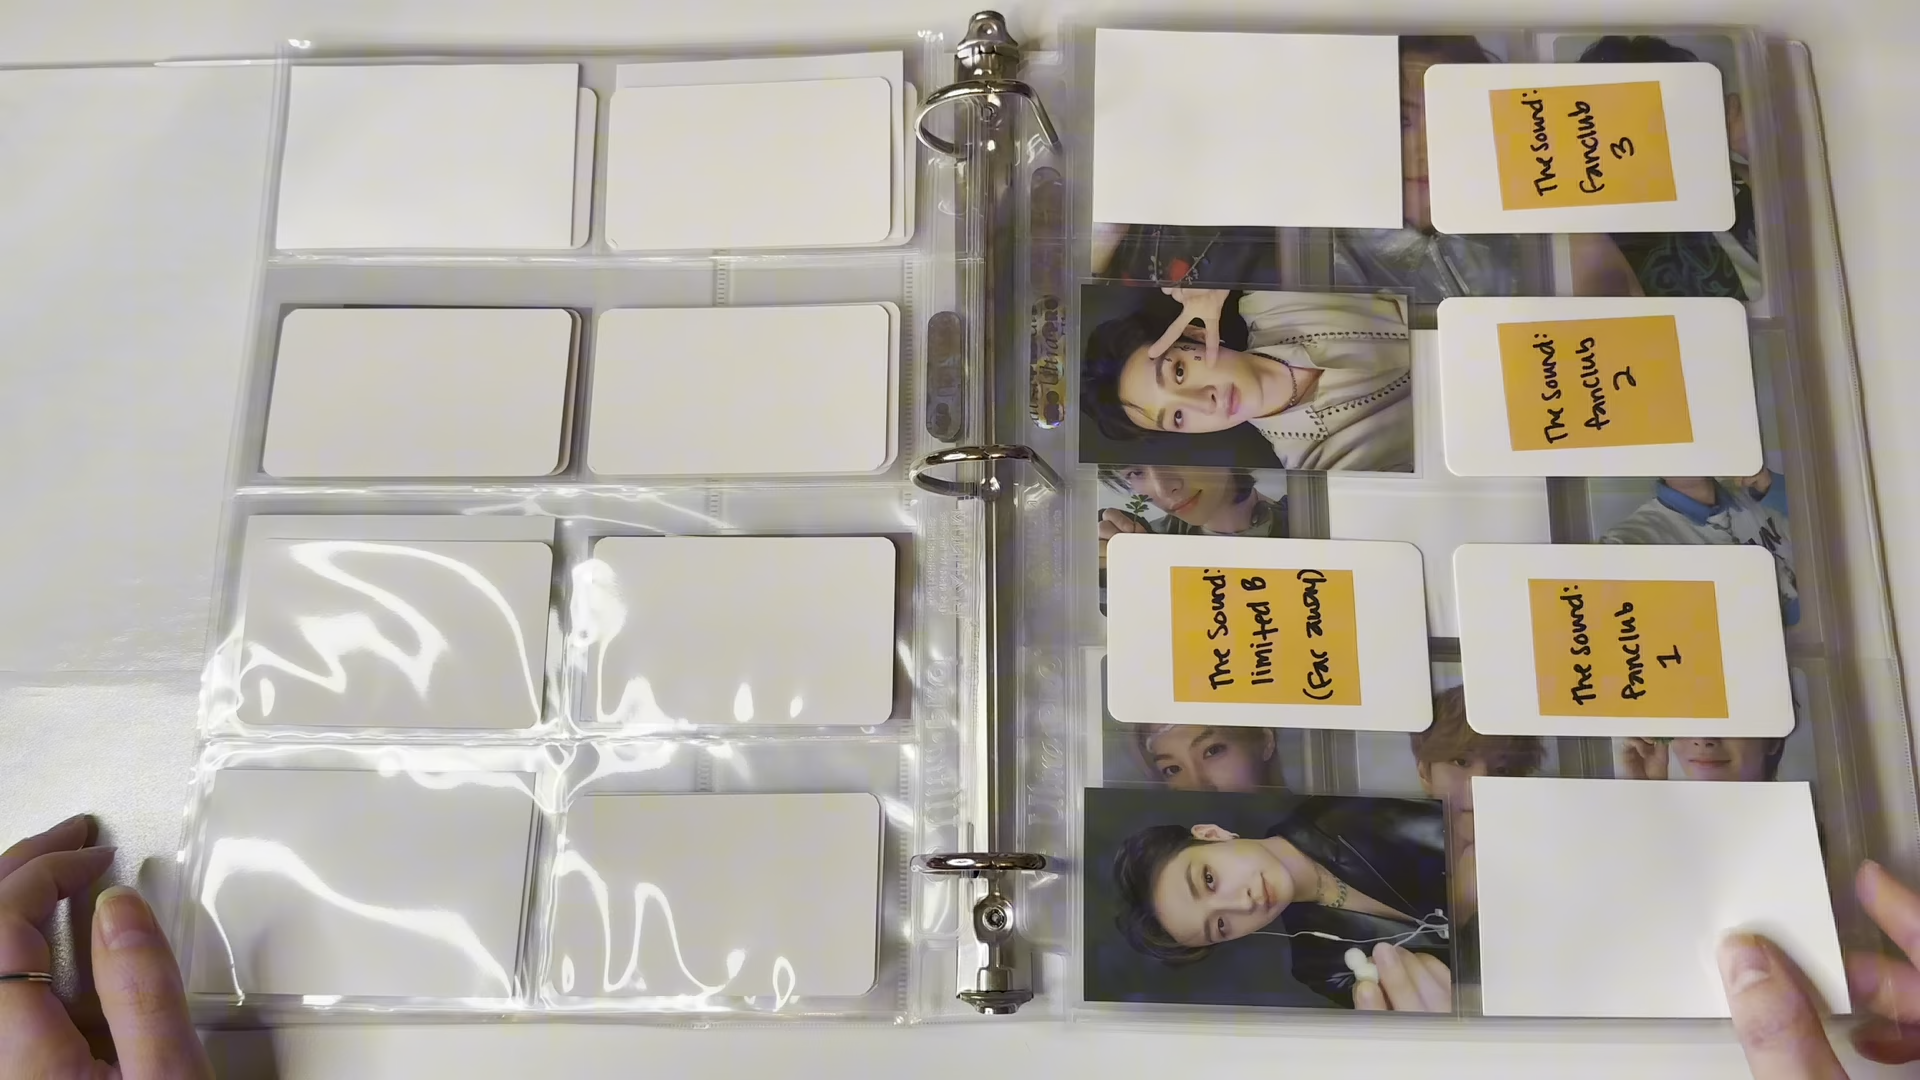 The Sound:
fanclub
3
The Sound:
fanclub
2
The Sound:
limited B
(Far away)
The sound:
fanclub
1